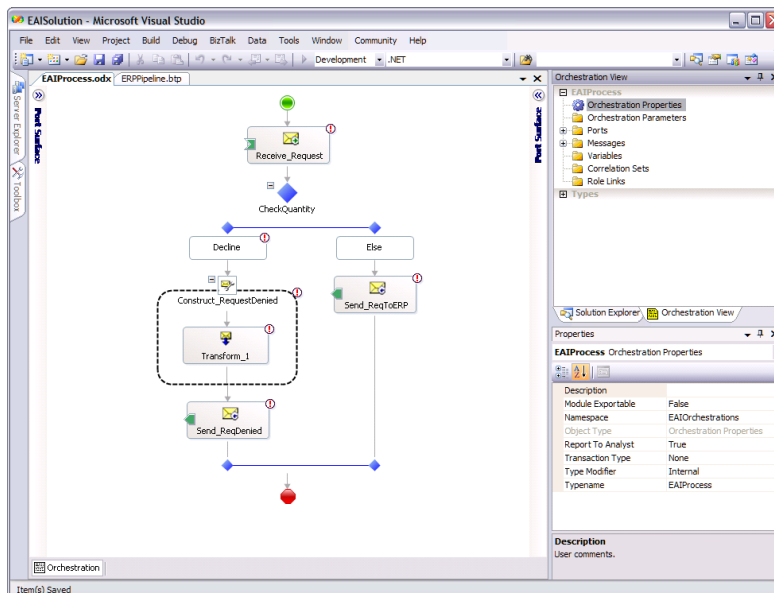 EAISolution - Microsoft Visual Studio
File Edit View Project Build Debug BizTalk Data Tools Window Community Help
Development .NET
Server Explorer
Toolbox
EAIProcess.odx ERPPipeline.btp
Port Surface
Port Surface
Receive_Request
CheckQuantity
Decline Else
Construct_RequestDenied
Send_ReqToERP
Transform_1
Send_ReqDenied
Orchestration
Orchestration View
EAIProcess
Orchestration Properties
Orchestration Parameters
Ports
Messages
Variables
Correlation Sets
Role Links
Types
Solution Explorer Orchestration View
Properties
EAIProcess Orchestration Properties
Description
Module Exportable False
Namespace EAIOrchestrations
Object Type Orchestration Properties
Report To Analyst True
Transaction Type None
Type Modifier Internal
Typename EAIProcess
Description
User comments.
Item(s) Saved